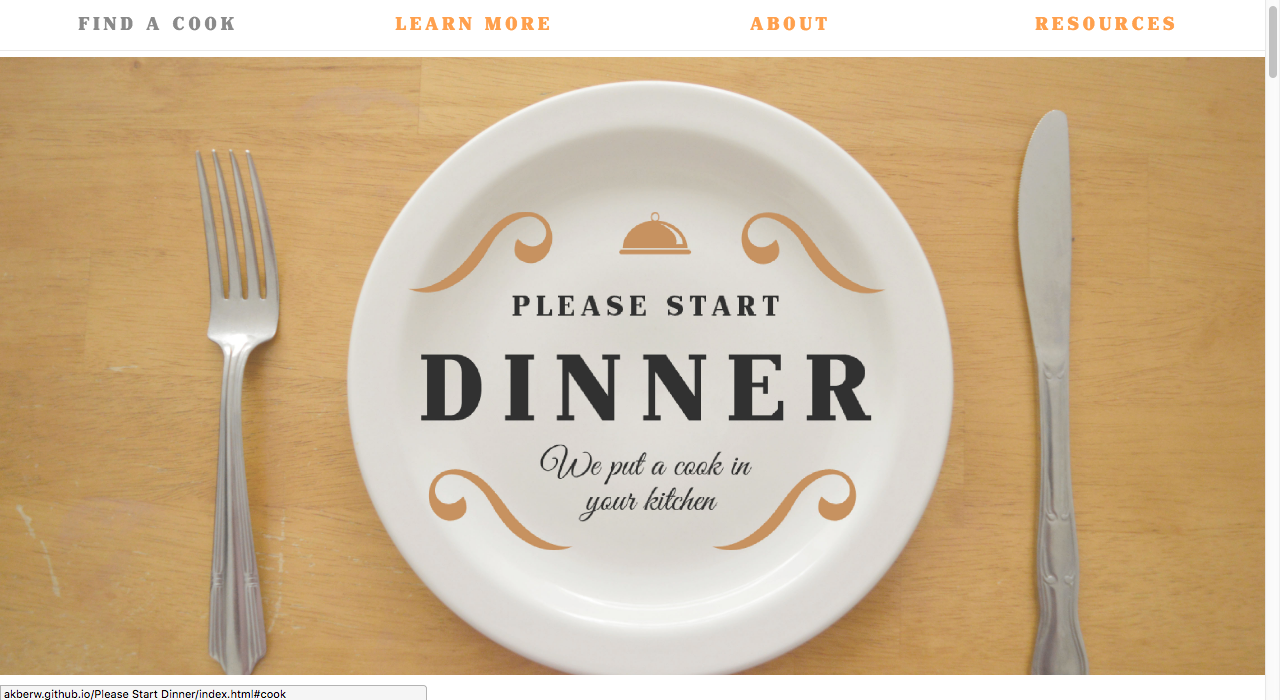 FIND A COOK
LEARN MORE
ABOUT
RESOURCES
PLEASE START
DINNER
We put a cook in
your kitchen
akberw.github.io/Please Start Dinner/index.html#cook